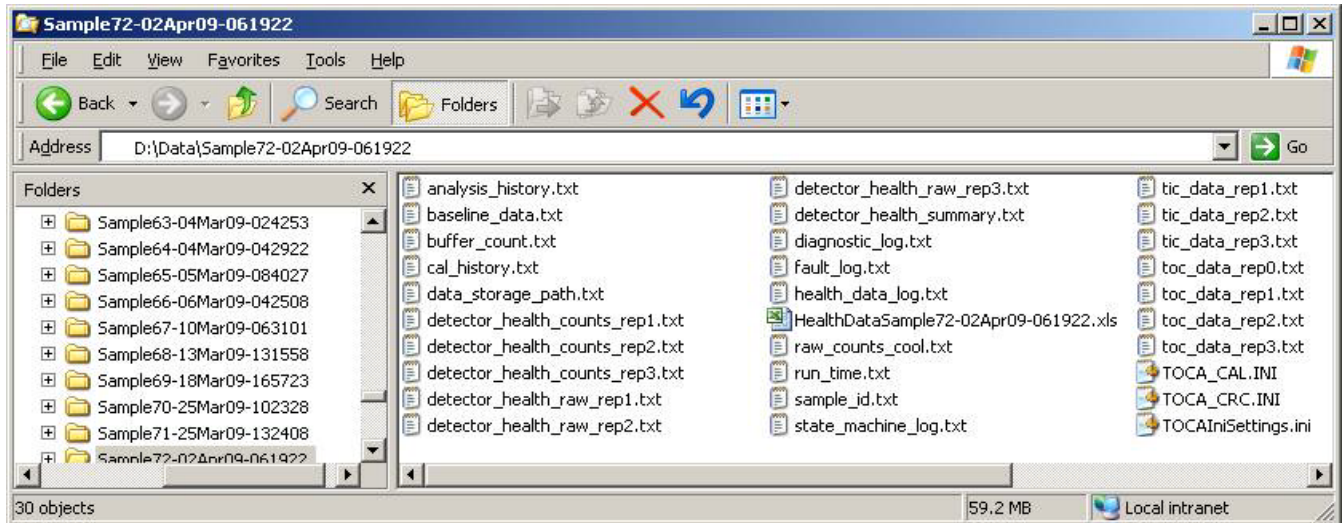 Sample72-02Apr09-061922
File Edit View Favorites Tools Help
Back Search Folders
Address D:\Data\Sample72-02Apr09-061922 Go
Folders
Sample63-04Mar09-024253
Sample64-04Mar09-042922
Sample65-05Mar09-084027
Sample66-06Mar09-042508
Sample67-10Mar09-063101
Sample68-13Mar09-131558
Sample69-18Mar09-165723
Sample70-25Mar09-102328
Sample71-25Mar09-132408
Sample72-02Apr09-061922
analysis_history.txt
baseline_data.txt
buffer_count.txt
cal_history.txt
data_storage_path.txt
detector_health_counts_rep1.txt
detector_health_counts_rep2.txt
detector_health_counts_rep3.txt
detector_health_raw_rep1.txt
detector_health_raw_rep2.txt
detector_health_raw_rep3.txt
detector_health_summary.txt
diagnostic_log.txt
fault_log.txt
health_data_log.txt
HealthDataSample72-02Apr09-061922.xls
raw_counts_cool.txt
run_time.txt
sample_id.txt
state_machine_log.txt
tic_data_rep1.txt
tic_data_rep2.txt
tic_data_rep3.txt
toc_data_rep0.txt
toc_data_rep1.txt
toc_data_rep2.txt
toc_data_rep3.txt
TOCA_CAL.INI
TOCA_CRC.INI
TOCAIniSettings.ini
30 objects 59.2 MB Local intranet